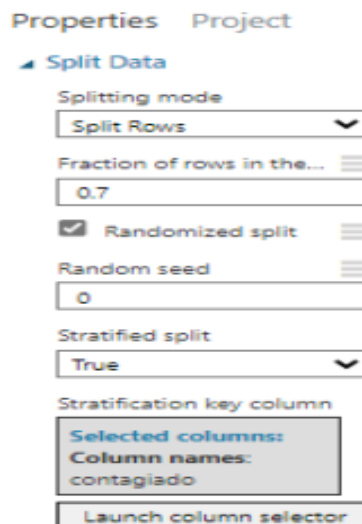 Properties Project
Split Data
Splitting mode
Split Rows
Fraction of rows in the...
0.7
Randomized split
Random seed
0
Stratified split
True
Stratification key column
Selected columns:
Column names:
contagiado
Launch column selector